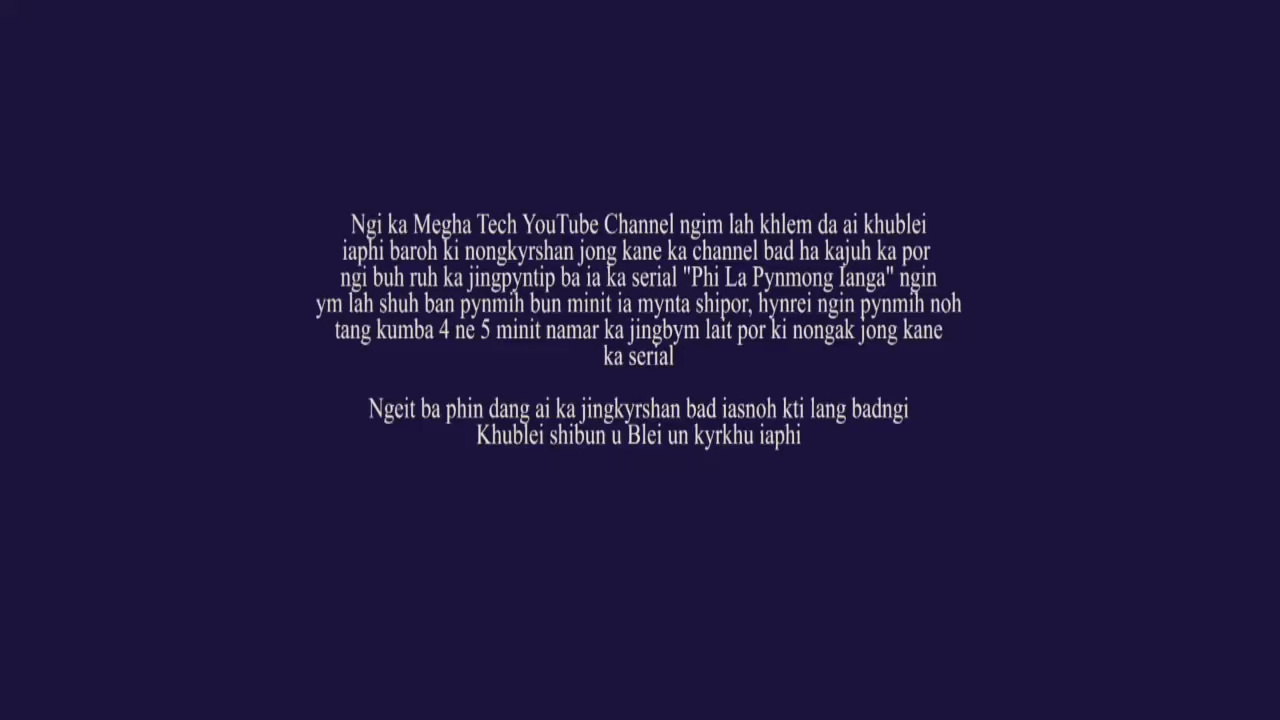 Ngi ka Megha Tech YouTube Channel ngim lah khlem da ai khublei
iaphi baroh ki nongkyrshan jong kane ka channel bad ha kajuh ka por
ngi buh ruh ka jingpyntip ba ia ka serial "Phi La Pynmong Ianga" ngin
ym lah shuh ban pynmih bun minit ia mynta shipor, hynrei ngin pynmih noh
tang kumba 4 ne 5 minit namar ka jingbym lait por ki nongak jong kane
ka serial
Ngeit ba phin dang ai ka jingkyrshan bad iasnoh kti lang badngi
Khublei shibun u Blei un kyrkhu iaphi